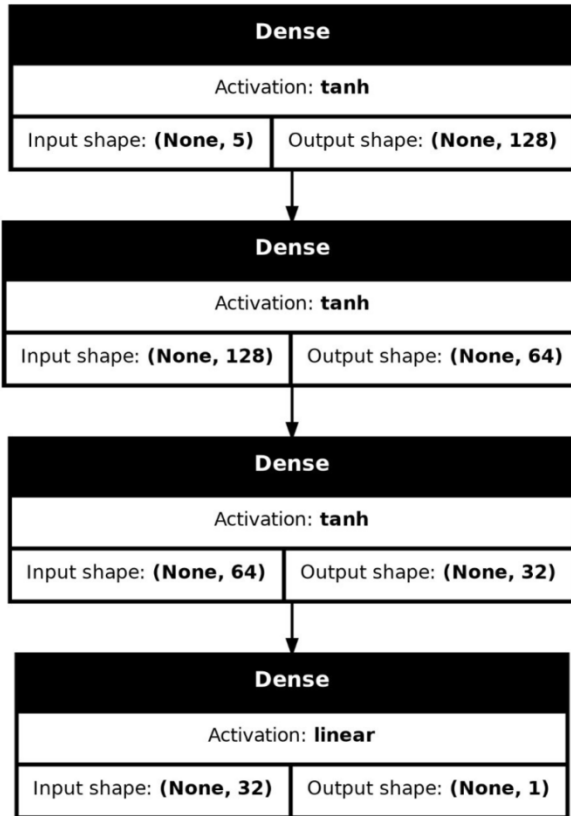 Dense
Activation: tanh
Input shape: (None, 5) Output shape: (None, 128)
Dense
Activation: tanh
Input shape: (None, 128) Output shape: (None, 64)
Dense
Activation: tanh
Input shape: (None, 64) Output shape: (None, 32)
Dense
Activation: linear
Input shape: (None, 32) Output shape: (None, 1)